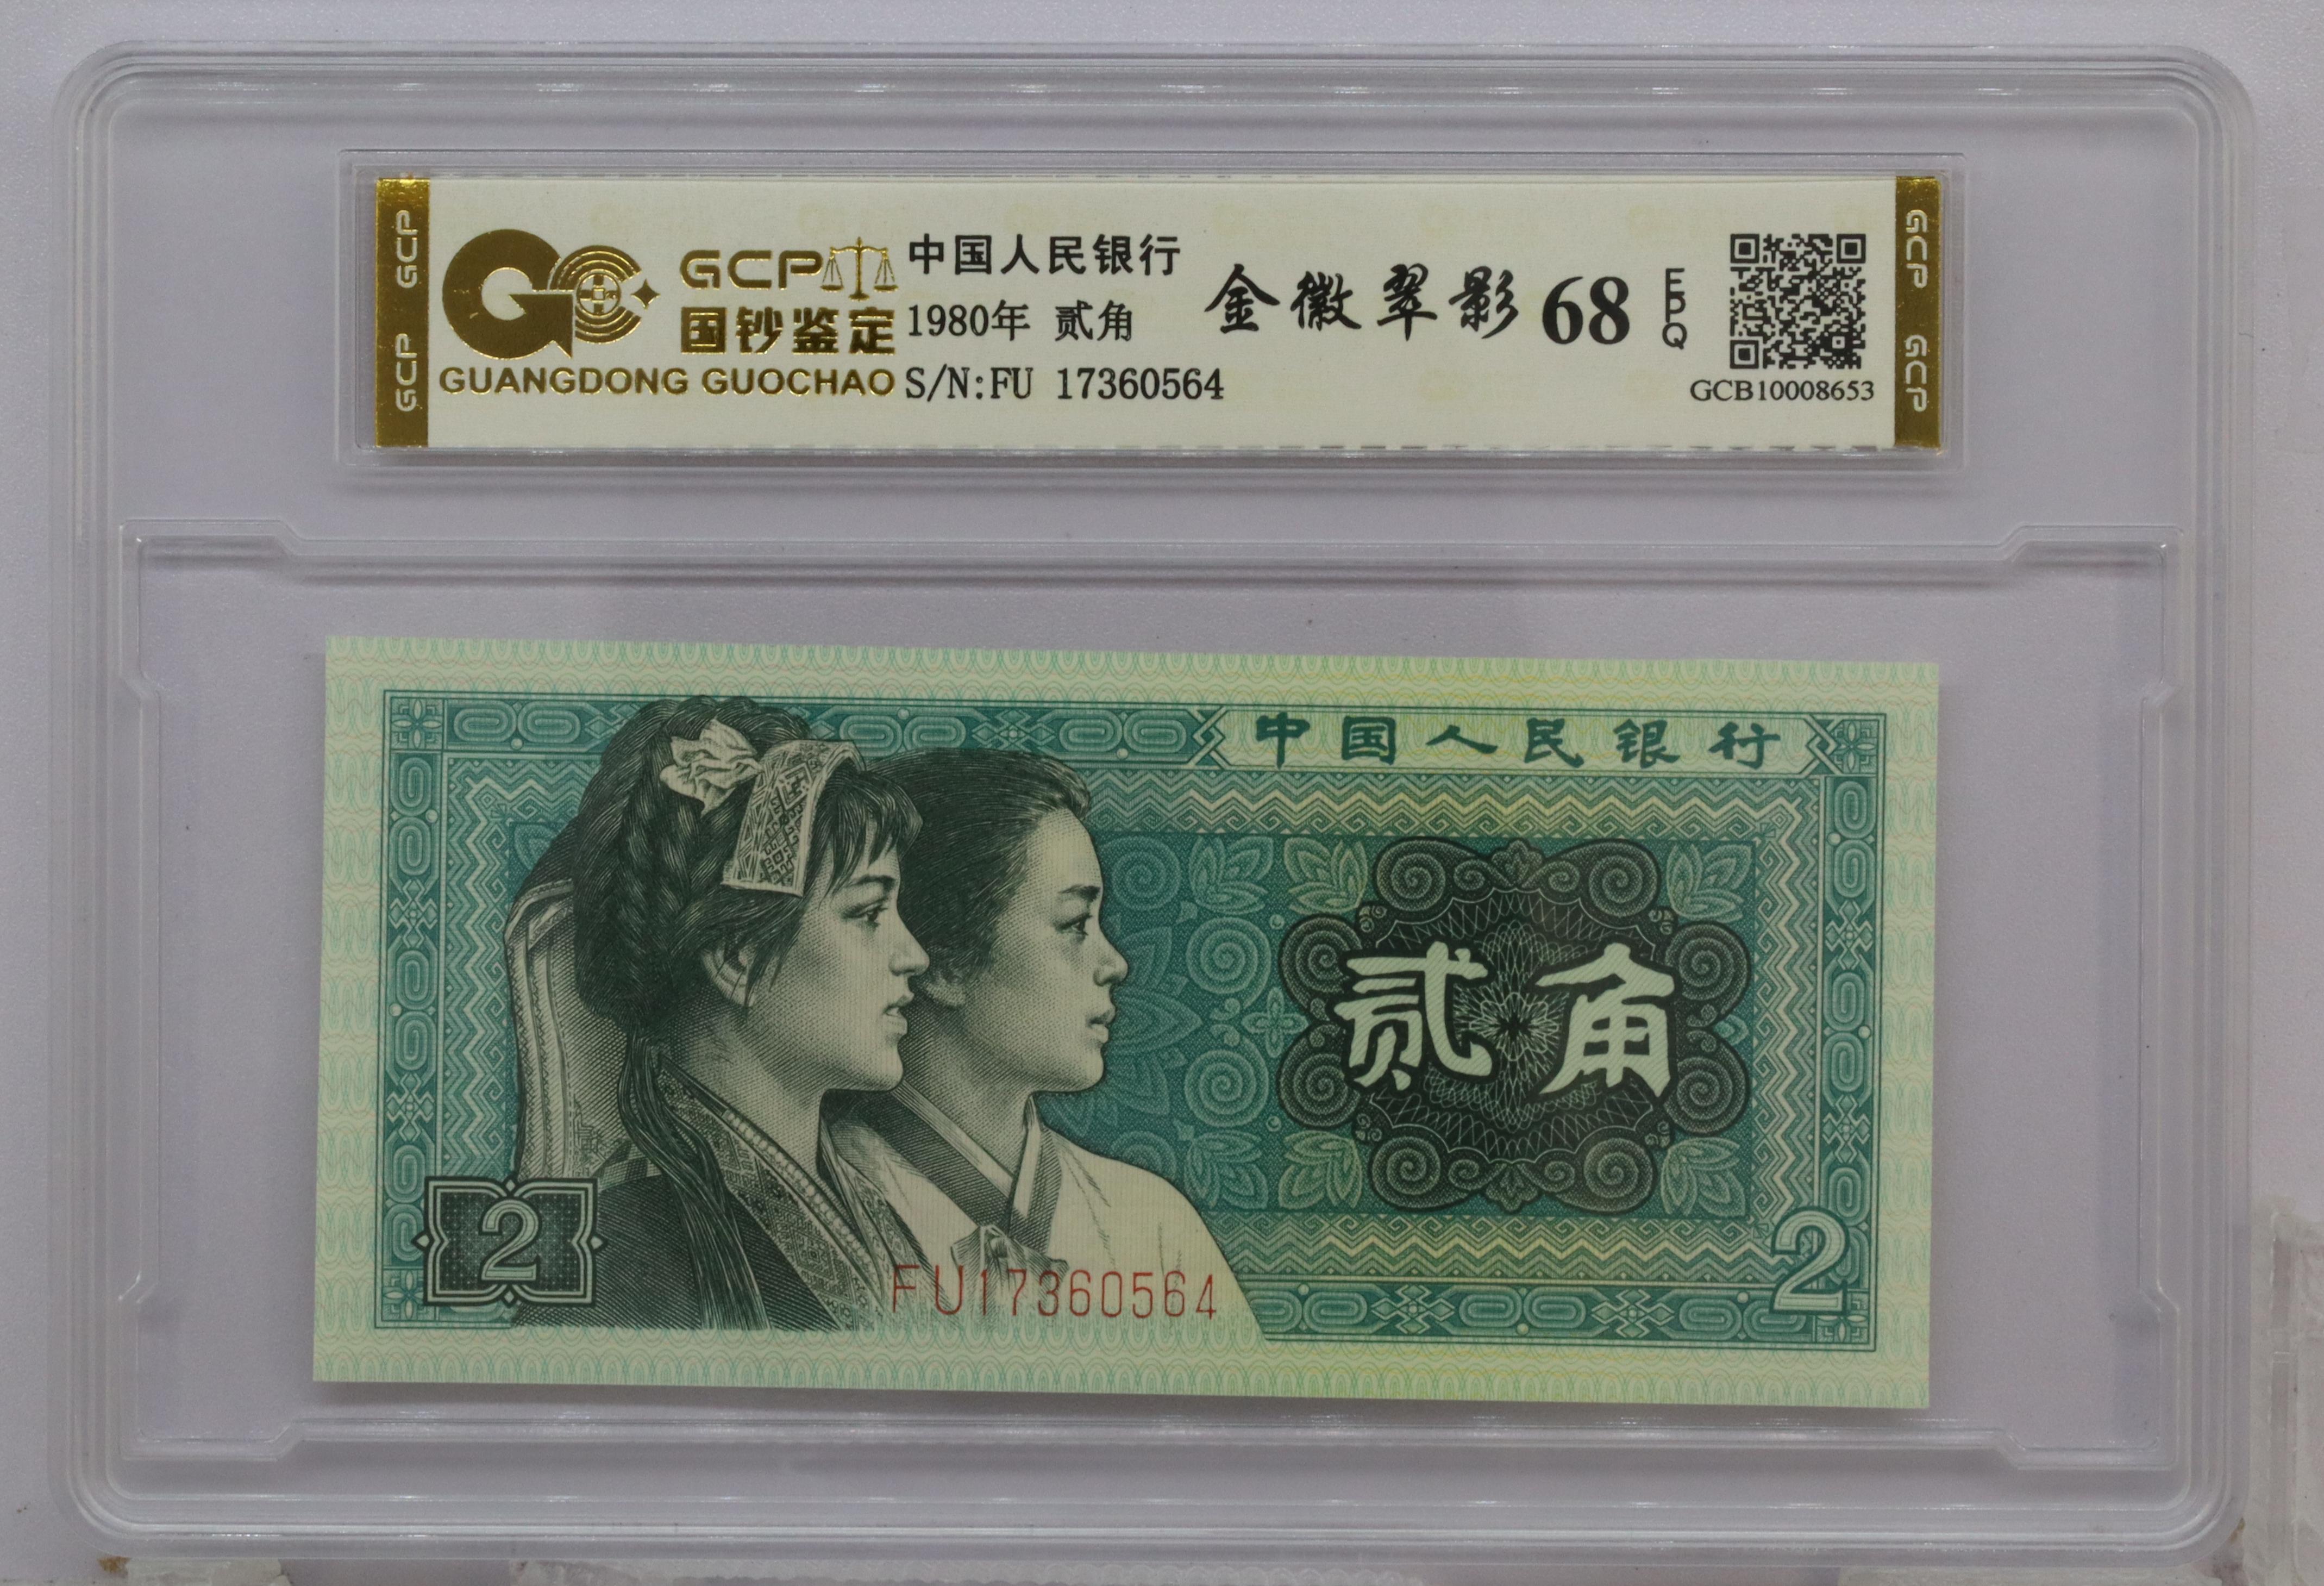 GCP GCP
GCP
国钞鉴定
GUANGDONG GUOCHAO
中国人民银行
1980年 贰角
S/N:FU 17360564
金徽翠影 68 EPQ
GCB10008653
GCP GCP
中国人民银行
贰角
2
FU17360564
2